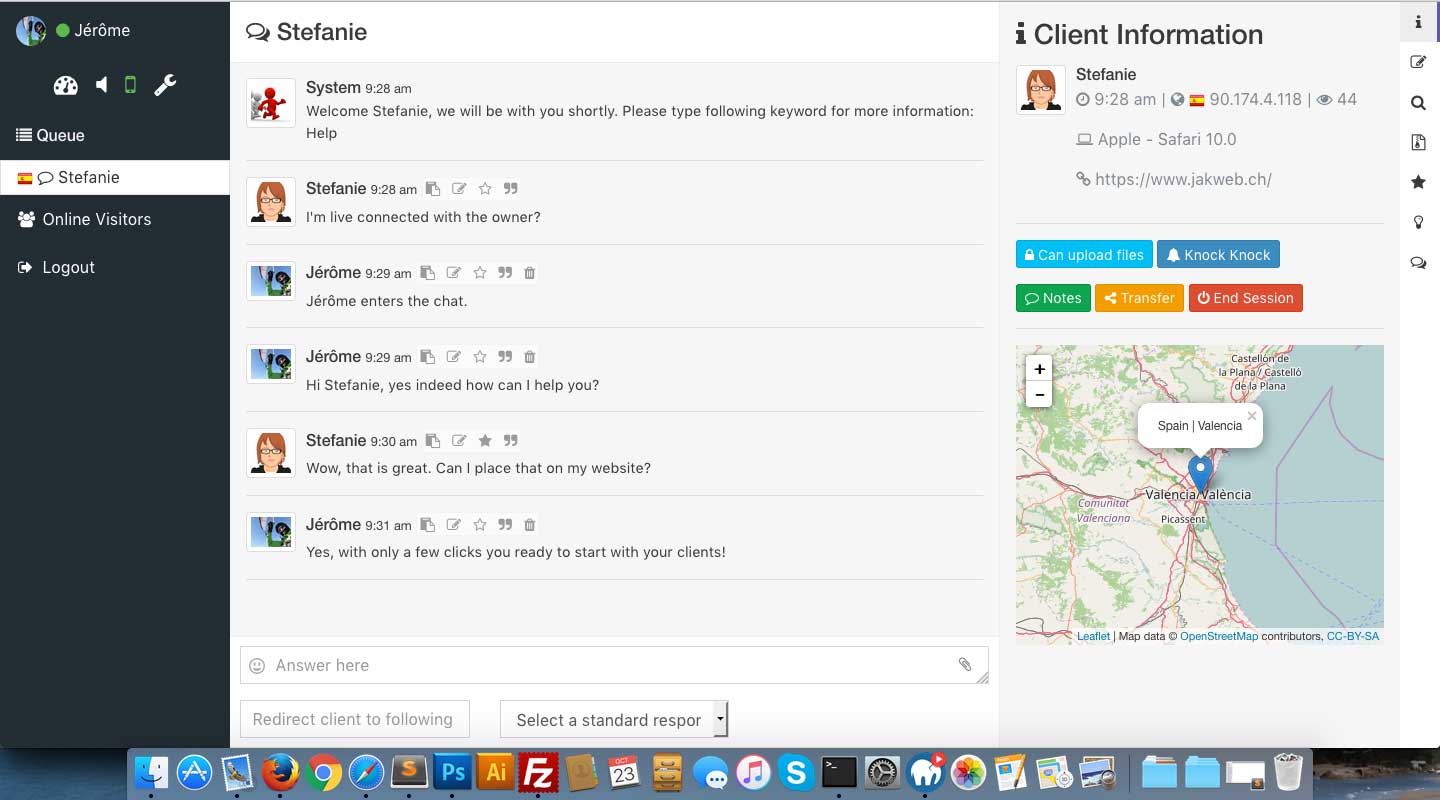 Jérôme
Queue
Stefanie
Online Visitors
Logout
Stefanie
System 9:28 am
Welcome Stefanie, we will be with you shortly. Please type following keyword for more information:
Help
Stefanie 9:28 am
I'm live connected with the owner?
Jérôme 9:29 am
Jérôme enters the chat.
Jérôme 9:29 am
Hi Stefanie, yes indeed how can I help you?
Stefanie 9:30 am
Wow, that is great. Can I place that on my website?
Jérôme 9:31 am
Yes, with only a few clicks you ready to start with your clients!
Answer here
Redirect client to following
Select a standard respor
Client Information
Stefanie
9:28 am | 90.174.4.118 | 44
Apple - Safari 10.0
https://www.jakweb.ch/
Can upload files Knock Knock
Notes Transfer End Session
+
-
Castellón de
la Plana / Castelló
de la Plana
Spain | Valencia ×
Valencia/València
Comunitat
Valenciana
Picassent
Leaflet | Map data © OpenStreetMap contributors, CC-BY-SA
S Ps Ai Fz OCT
23 S >_